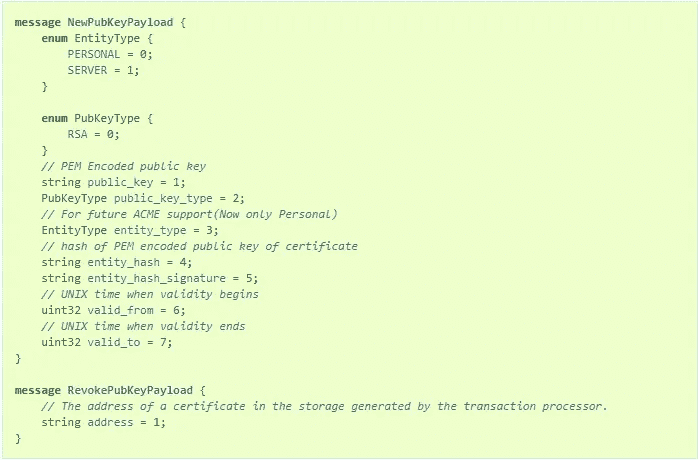 message NewPubKeyPayload {
    enum EntityType {
        PERSONAL = 0;
        SERVER = 1;
    }

    enum PubKeyType {
        RSA = 0;
    }
    // PEM Encoded public key
    string public_key = 1;
    PubKeyType public_key_type = 2;
    // For future ACME support(Now only Personal)
    EntityType entity_type = 3;
    // hash of PEM encoded public key of certificate
    string entity_hash = 4;
    string entity_hash_signature = 5;
    // UNIX time when validity begins
    uint32 valid_from = 6;
    // UNIX time when validity ends
    uint32 valid_to = 7;
}

message RevokePubKeyPayload {
    // The address of a certificate in the storage generated by the transaction processor.
    string address = 1;
}